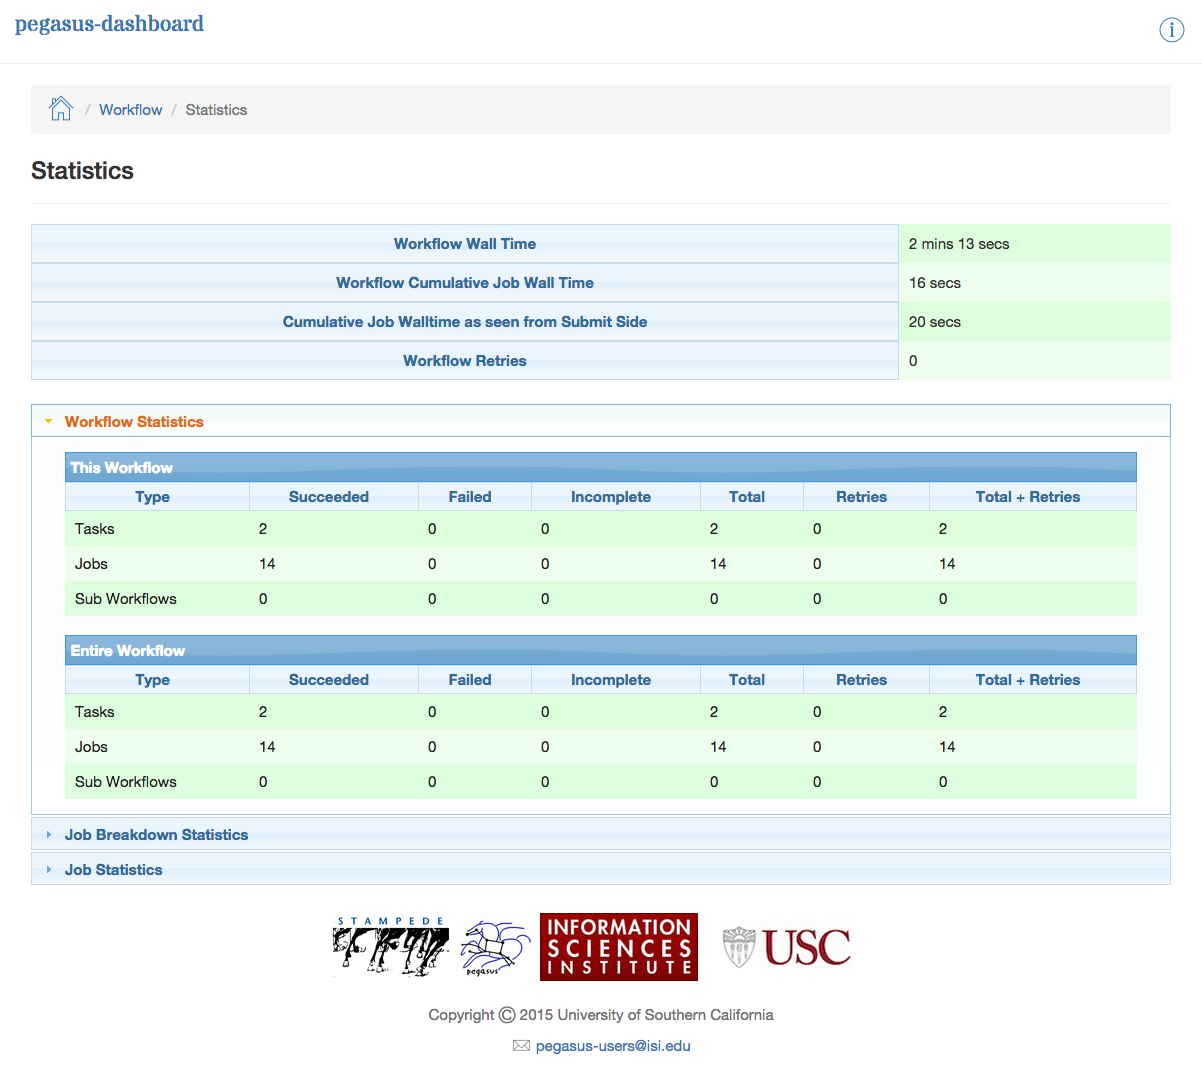 pegasus-dashboard
i
/ Workflow / Statistics
Statistics
Workflow Wall Time 2 mins 13 secs
Workflow Cumulative Job Wall Time 16 secs
Cumulative Job Walltime as seen from Submit Side 20 secs
Workflow Retries 0
Workflow Statistics
This Workflow
Type Succeeded Failed Incomplete Total Retries Total + Retries
Tasks 2 0 0 2 0 2
Jobs 14 0 0 14 0 14
Sub Workflows 0 0 0 0 0 0
Entire Workflow
Type Succeeded Failed Incomplete Total Retries Total + Retries
Tasks 2 0 0 2 0 2
Jobs 14 0 0 14 0 14
Sub Workflows 0 0 0 0 0 0
Job Breakdown Statistics
Job Statistics
STAMPEDE
pegasus
INFORMATION
SCIENCES
INSTITUTE
USC
Copyright © 2015 University of Southern California
pegasus-users@isi.edu